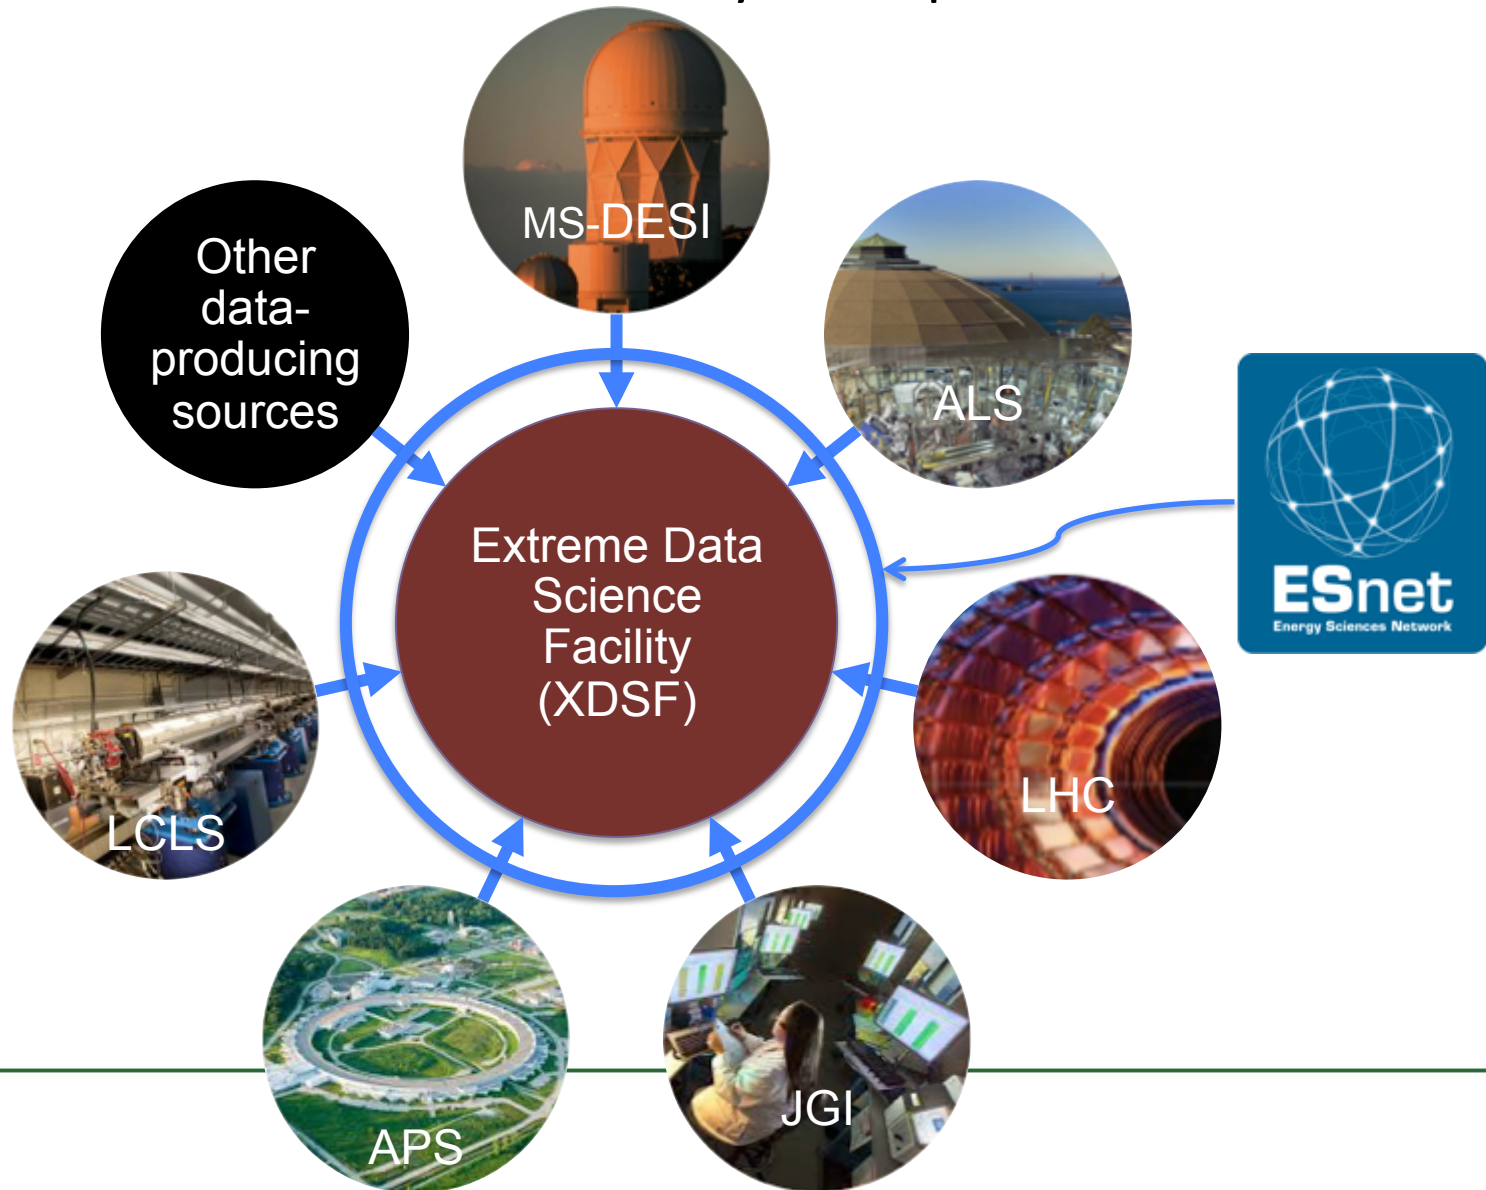 MS-DESI
Other
data-
producing
sources
ALS
Extreme Data
Science
Facility
(XDSF)
ESnet
Energy Sciences Network
LCLS
LHC
APS
JGI